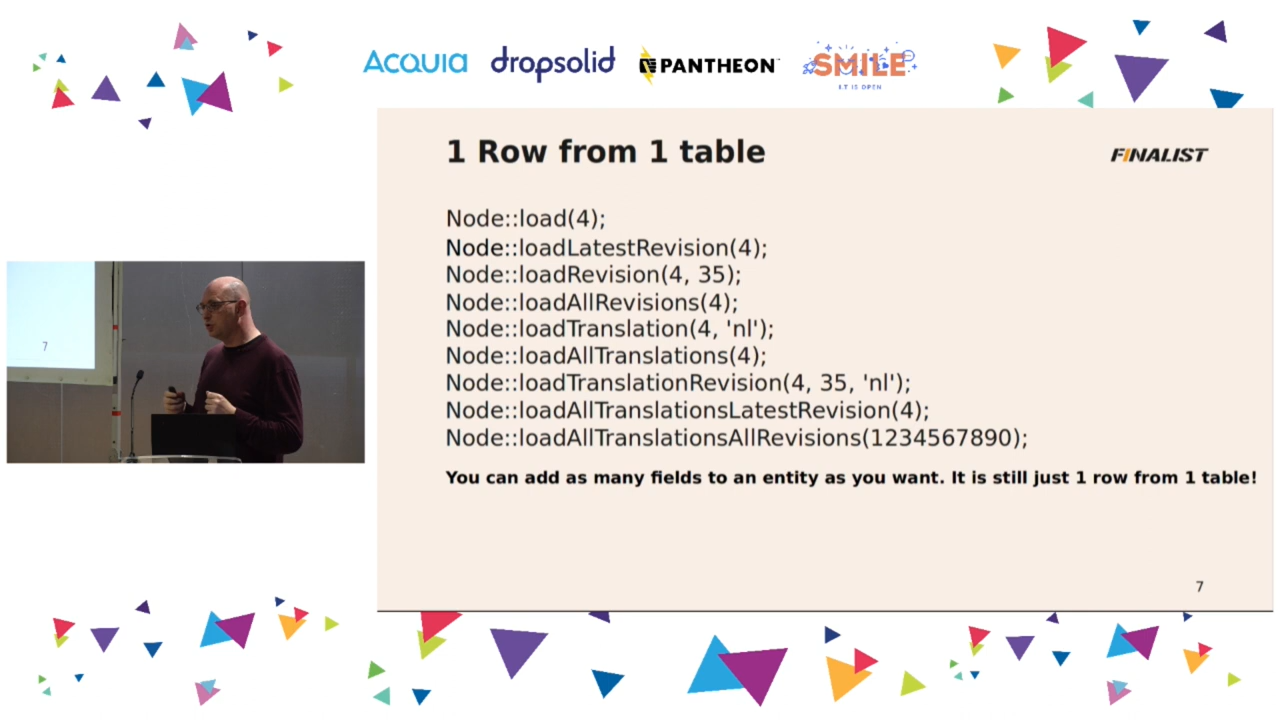 ACQUIA dropsolid PANTHEON SMILE
I.T IS OPEN
1 Row from 1 table
FINALIST
Node::load(4);
Node::loadLatestRevision(4);
Node::loadRevision(4, 35);
Node::loadAllRevisions(4);
Node::loadTranslation(4, 'nl');
Node::loadAllTranslations(4);
Node::loadTranslationRevision(4, 35, 'nl');
Node::loadAllTranslationsLatestRevision(4);
Node::loadAllTranslationsAllRevisions(1234567890);
You can add as many fields to an entity as you want. It is still just 1 row from 1 table!
7
7